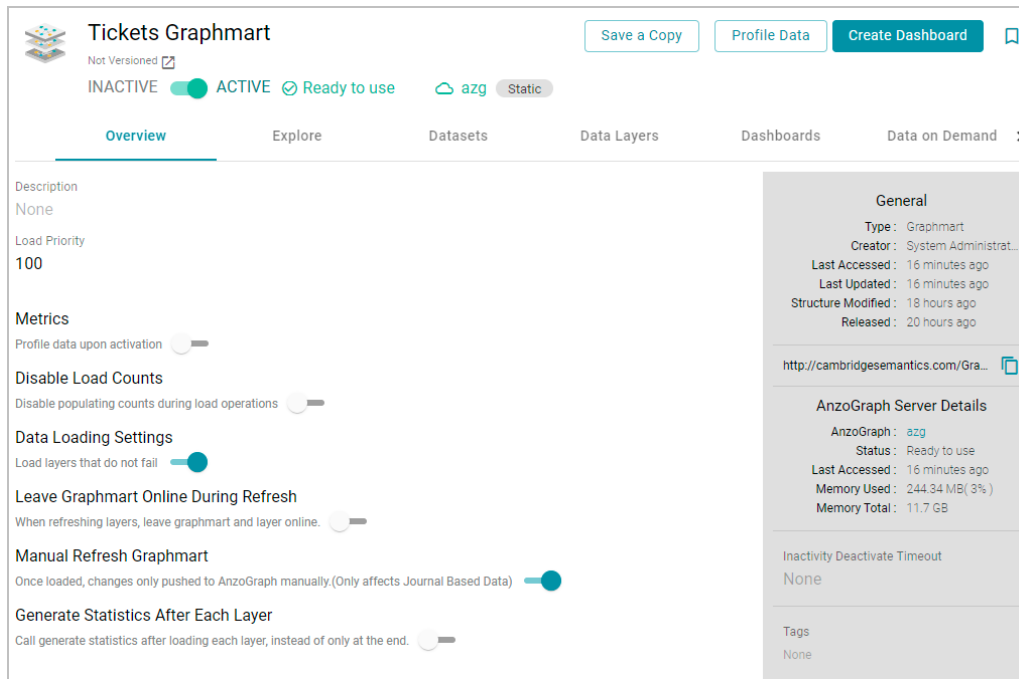 Tickets Graphmart
Save a Copy
Profile Data
Create Dashboard
Not Versioned
INACTIVE ACTIVE Ready to use azg Static
Overview Explore Datasets Data Layers Dashboards Data on Demand
Description
None
Load Priority
100
Metrics
Profile data upon activation
Disable Load Counts
Disable populating counts during load operations
Data Loading Settings
Load layers that do not fail
Leave Graphmart Online During Refresh
When refreshing layers, leave graphmart and layer online.
Manual Refresh Graphmart
Once loaded, changes only pushed to AnzoGraph manually.(Only affects Journal Based Data)
Generate Statistics After Each Layer
Call generate statistics after loading each layer, instead of only at the end.
General
Type : Graphmart
Creator : System Administrat...
Last Accessed : 16 minutes ago
Last Updated : 16 minutes ago
Structure Modified : 18 hours ago
Released : 20 hours ago
http://cambridgesemantics.com/Gra...
AnzoGraph Server Details
AnzoGraph : azg
Status : Ready to use
Last Accessed : 16 minutes ago
Memory Used : 244.34 MB( 3% )
Memory Total : 11.7 GB
Inactivity Deactivate Timeout
None
Tags
None